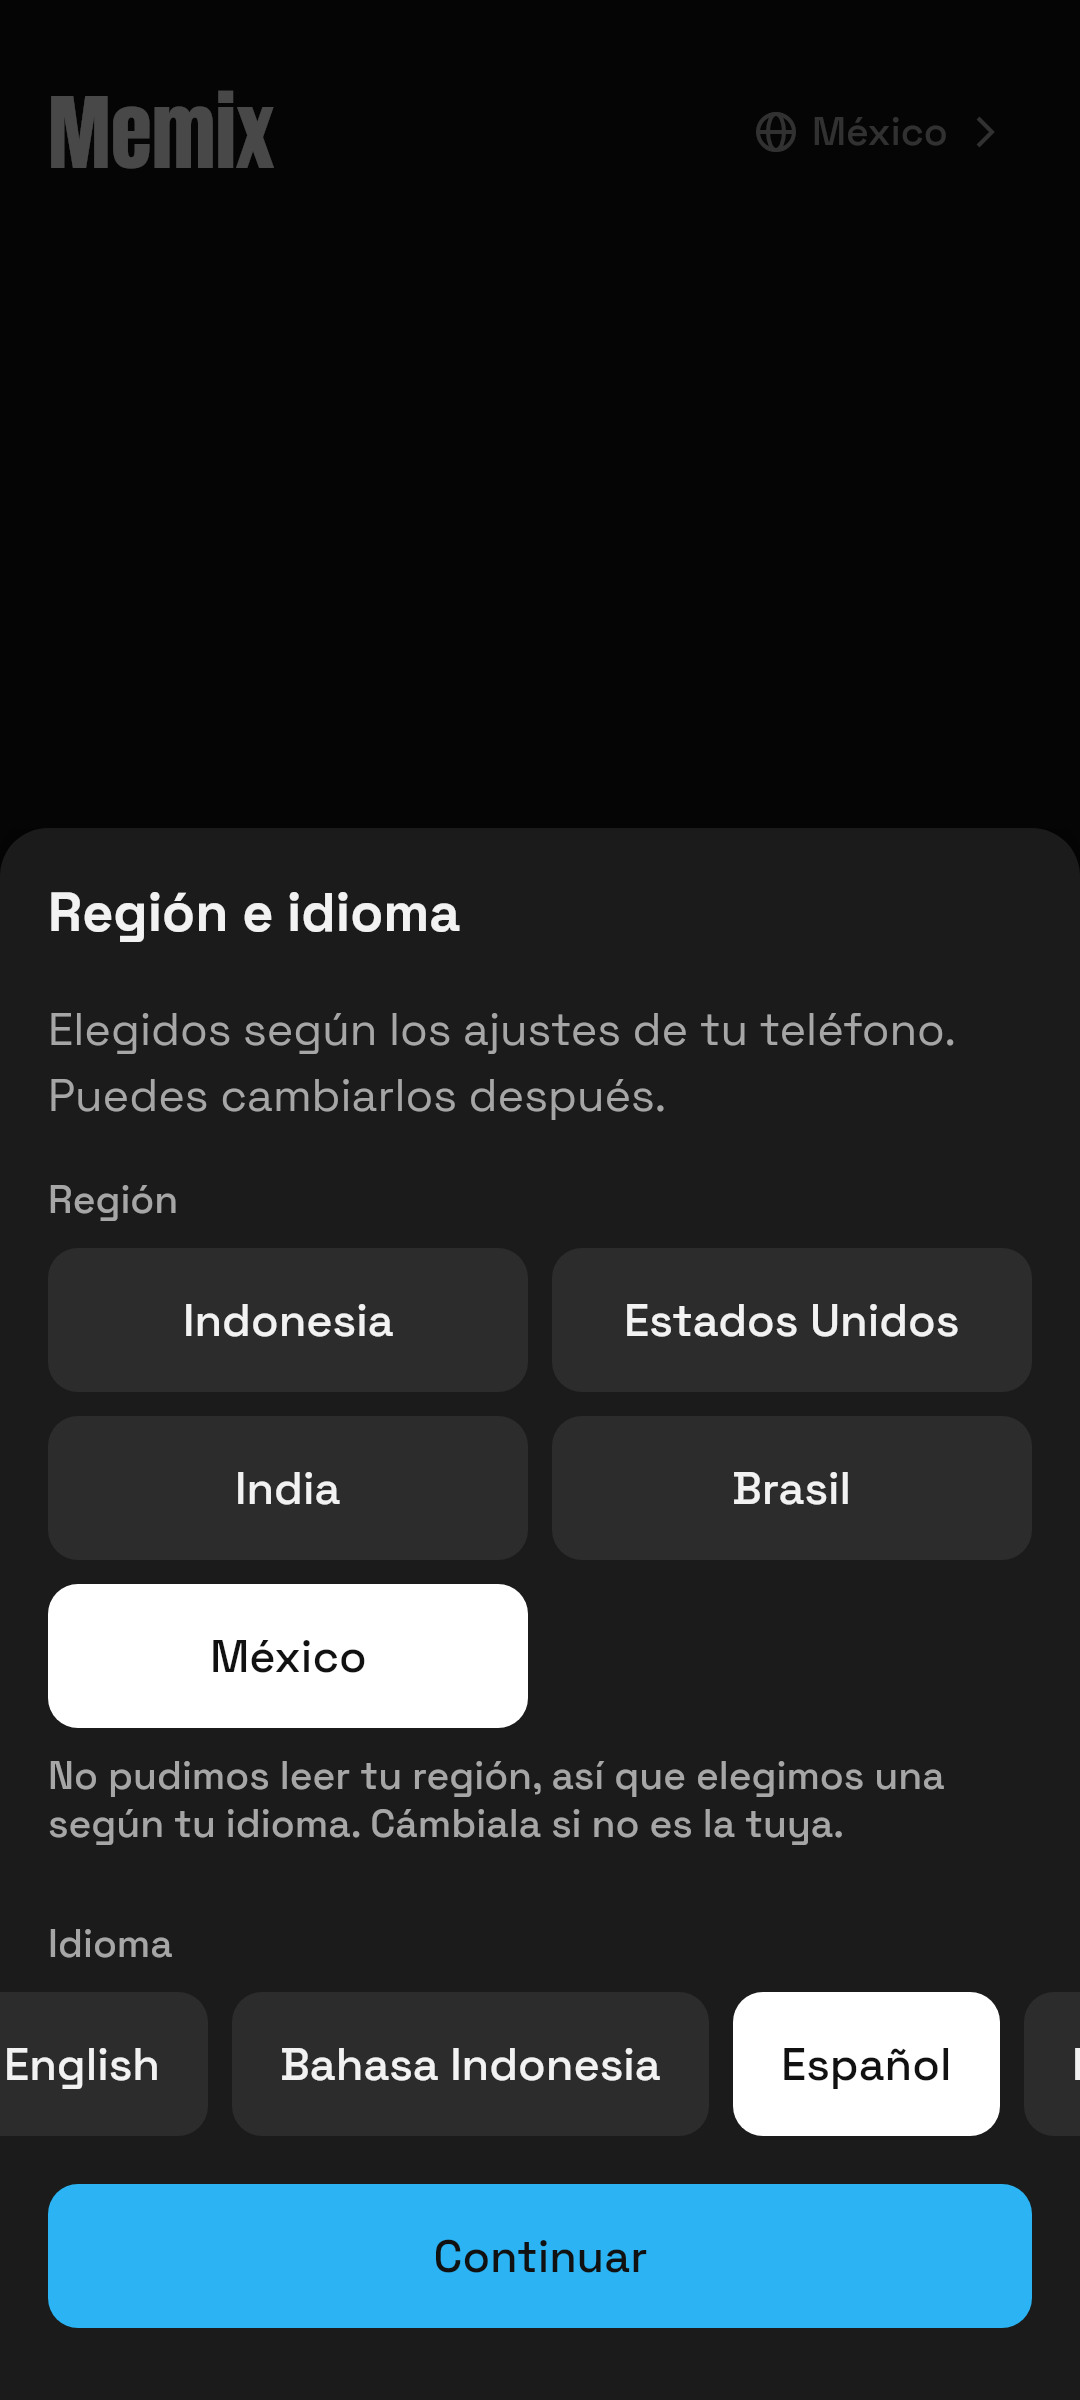 Memix
México
Región e idioma
Elegidos según los ajustes de tu teléfono.
Puedes cambiarlos después.
Región
Indonesia
Estados Unidos
India
Brasil
México
No pudimos leer tu región, así que elegimos una
según tu idioma. Cámbiala si no es la tuya.
Idioma
English
Bahasa Indonesia
Español
Continuar